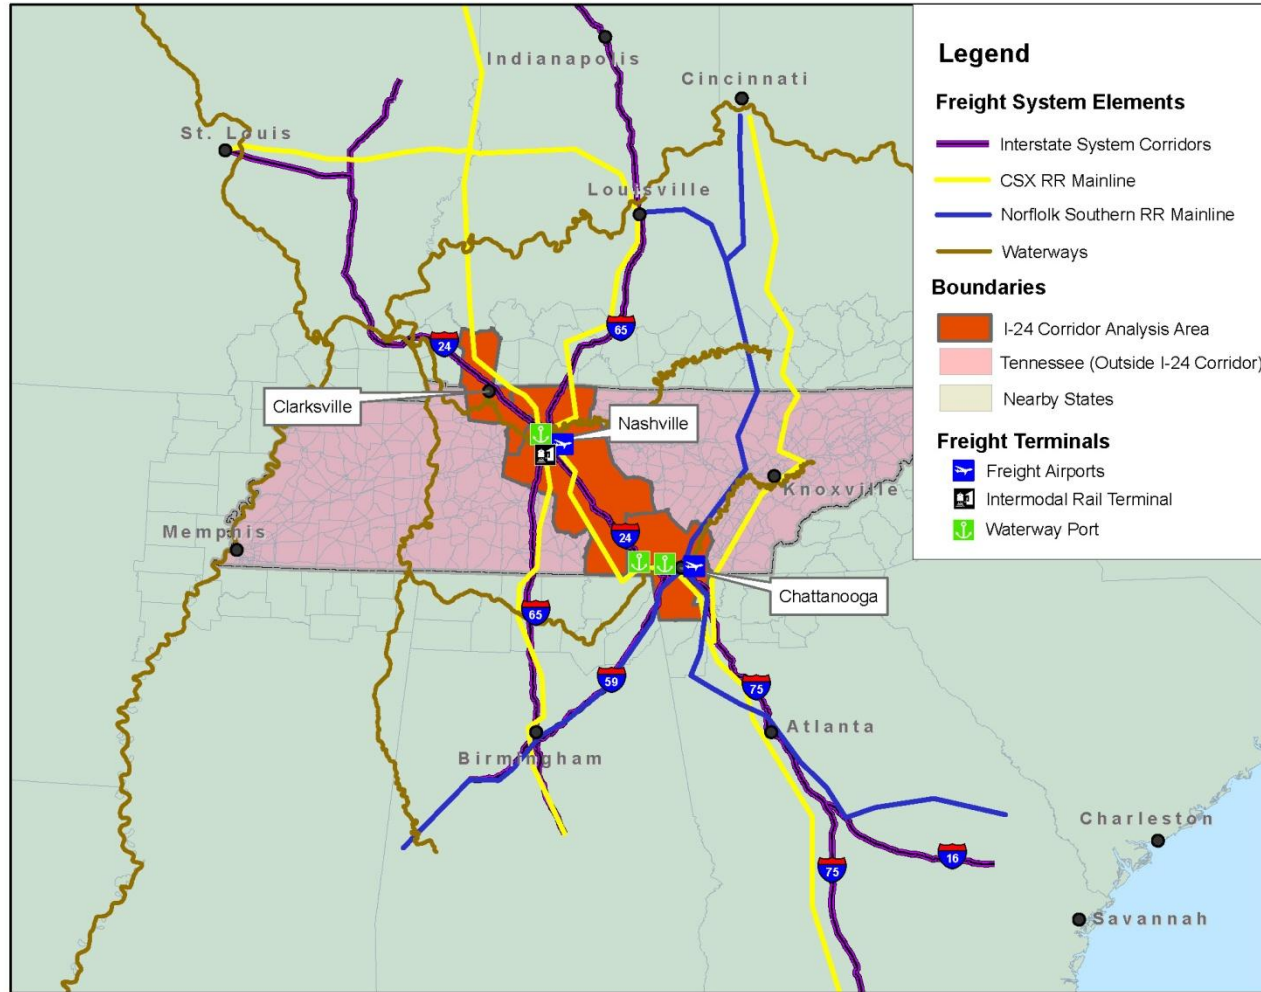 Indianapolis
Cincinnati
St. Louis
Louisville
65
24
Clarksville
Nashville
Knoxville
Memphis
24
Chattanooga
65
59
75
Atlanta
Birmingham
Charleston
16
75
Savannah
Legend
Freight System Elements
Interstate System Corridors
CSX RR Mainline
Norflolk Southern RR Mainline
Waterways
Boundaries
I-24 Corridor Analysis Area
Tennessee (Outside I-24 Corridor)
Nearby States
Freight Terminals
Freight Airports
Intermodal Rail Terminal
Waterway Port